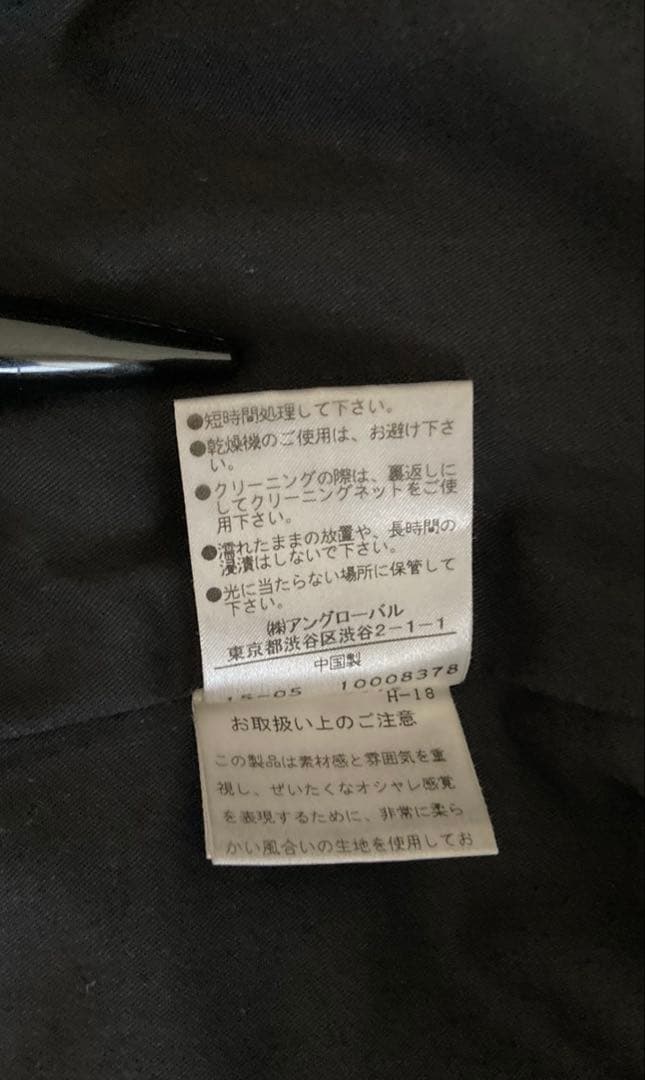 ●短時間処理して下さい。
●乾燥機のご使用は、お避け下さ
い。
●クリーニングの際は、裏返しに
してクリーニングネットをご使
用下さい。
●濡れたままの放置や、長時間の
浸漬はしないで下さい。
●光に当たらない場所に保管して
下さい。
㈱アングローバル
東京都渋谷区渋谷2-1-1
中国製
15-05 10008378
H-18
お取扱い上のご注意
この製品は素材感と雰囲気を重
視し、ぜいたくなオシャレ感覚
を表現するために、非常に柔ら
かい風合いの生地を使用してお